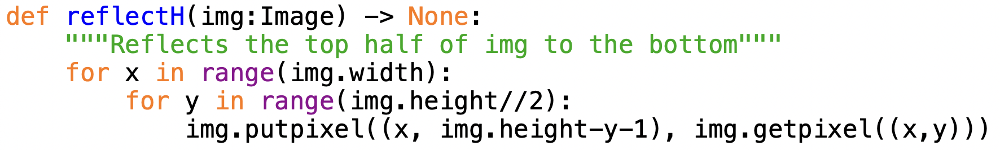 def reflectH(img:Image) -> None:
    """Reflects the top half of img to the bottom"""
    for x in range(img.width):
        for y in range(img.height//2):
            img.putpixel((x, img.height-y-1), img.getpixel((x,y)))